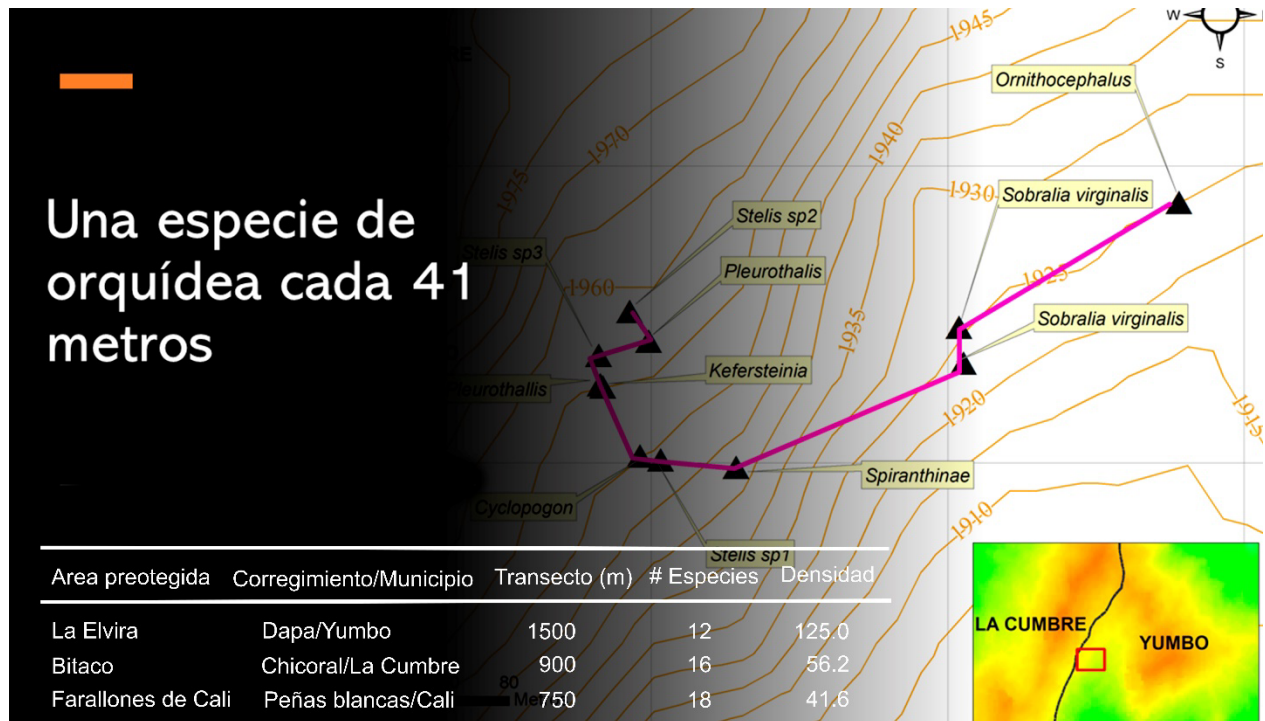 Una especie de
orquídea cada 41
metros
1945
W
S
Ornithocephalus
1970
1940
1975
1930
Sobralia virginalis
Stelis sp2
Stelis sp3
Pleurothalis
1925
1960
1935
Sobralia virginalis
Kefersteinia
Pleurothallis
1920
1915
Spiranthinae
Cyclopogon
1910
Stelis sp1
Area preotegida Corregimiento/Municipio Transecto (m) # Especies Densidad
La Elvira Dapa/Yumbo 1500 12 125.0
Bitaco Chicoral/La Cumbre 900 16 56.2
Farallones de Cali Peñas blancas/Cali 750 18 41.6
80
LA CUMBRE
YUMBO